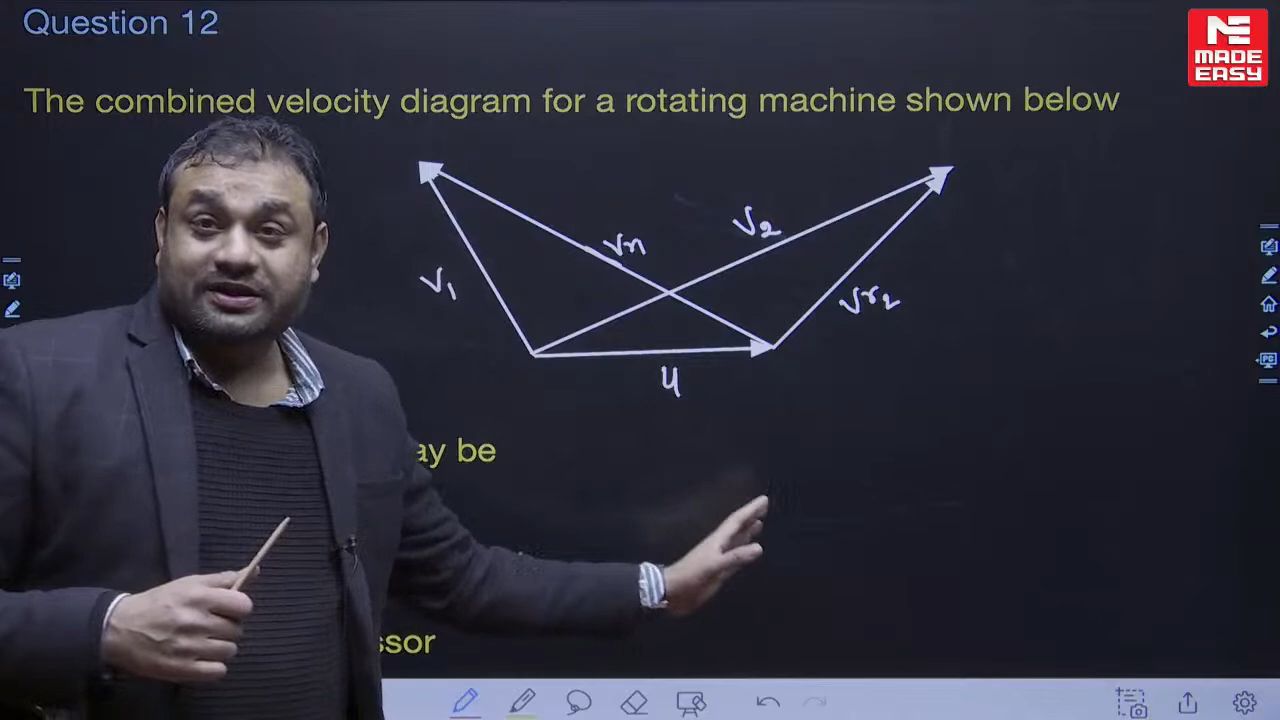 Question 12
MADE
EASY
The combined velocity diagram for a rotating machine shown below
V2
Vr1
V1
Vr2
u
ay be
ssor